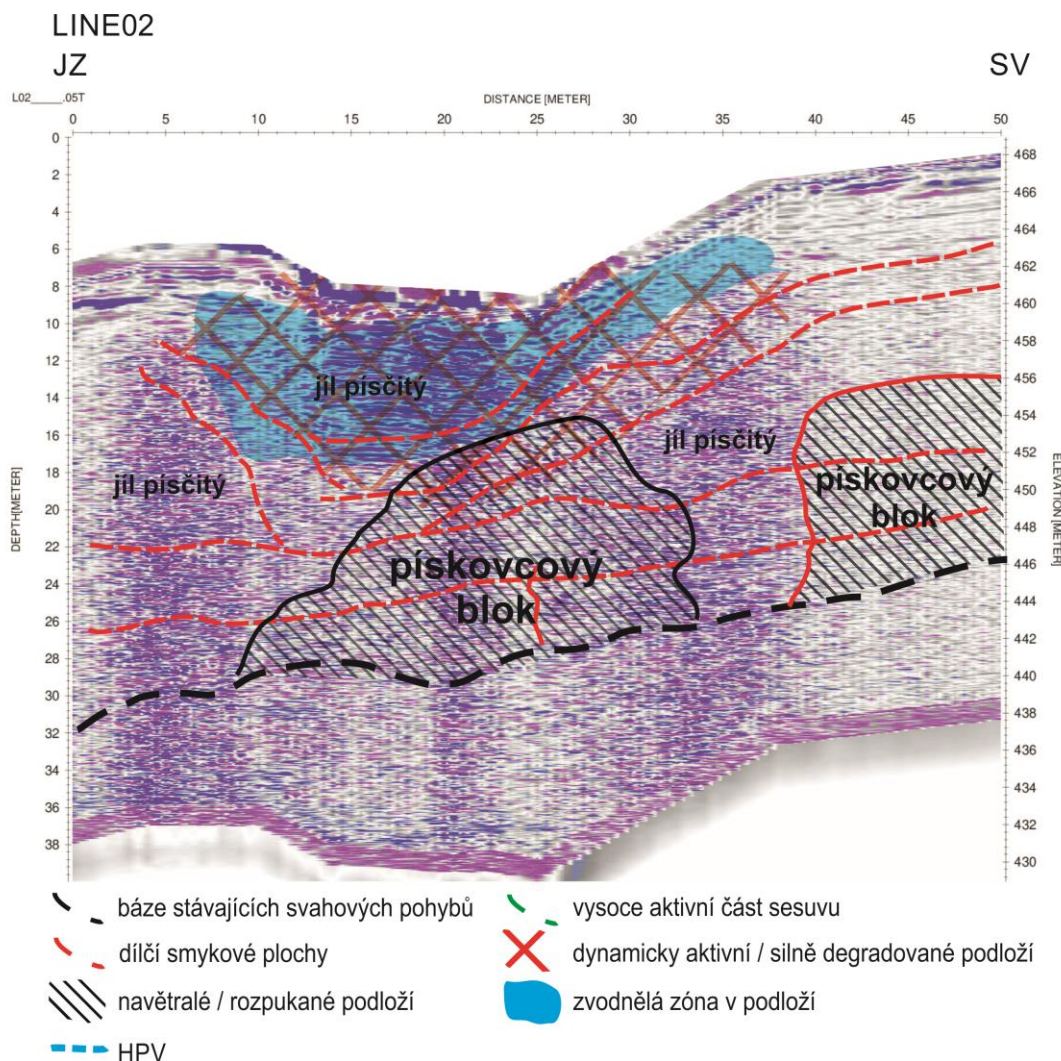 LINE02
JZ
SV
L02_____.05T
DISTANCE [METER]
0 5 10 15 20 25 30 35 40 45 50
0
2
4
6
8
10
12
14
16
18
20
22
24
26
28
30
32
34
36
38
DEPTH[METER]
468
466
464
462
460
458
456
454
452
450
448
446
444
442
440
438
436
434
432
430
ELEVATION [METER]
jíl písčitý
jíl písčitý
jíl písčitý
pískovcový
blok
pískovcový
blok
báze stávajících svahových pohybů
dílčí smykové plochy
navětralé / rozpukané podloží
HPV
vysoce aktivní část sesuvu
dynamicky aktivní / silně degradované podloží
zvodnělá zóna v podloží